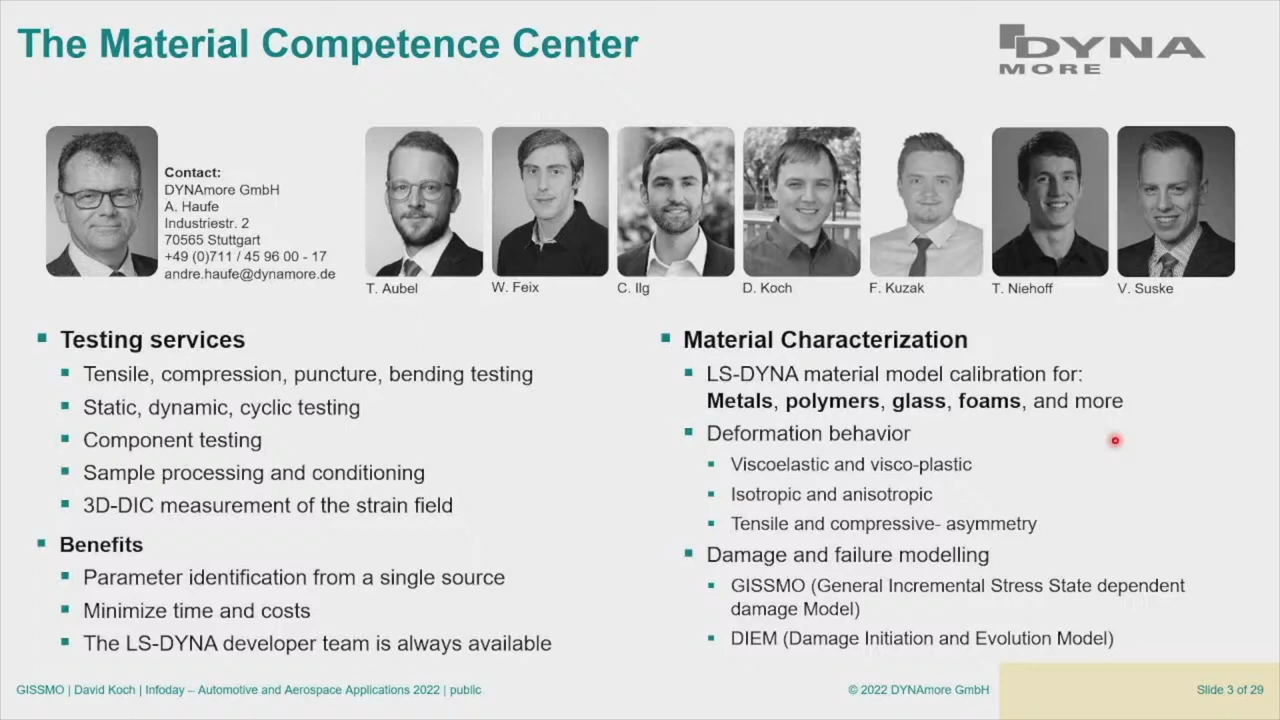 The Material Competence Center
DYNA
MORE
Contact:
DYNAmore GmbH
A. Haufe
Industriestr. 2
70565 Stuttgart
+49 (0)711 / 45 96 00 - 17
andre.haufe@dynamore.de
T. Aubel
W. Feix
C. Ilg
D. Koch
F. Kuzak
T. Niehoff
V. Suske
Testing services
Tensile, compression, puncture, bending testing
Static, dynamic, cyclic testing
Component testing
Sample processing and conditioning
3D-DIC measurement of the strain field
Benefits
Parameter identification from a single source
Minimize time and costs
The LS-DYNA developer team is always available
Material Characterization
LS-DYNA material model calibration for:
Metals, polymers, glass, foams, and more
Deformation behavior
Viscoelastic and visco-plastic
Isotropic and anisotropic
Tensile and compressive- asymmetry
Damage and failure modelling
GISSMO (General Incremental Stress State dependent
damage Model)
DIEM (Damage Initiation and Evolution Model)
GISSMO | David Koch | Infoday – Automotive and Aerospace Applications 2022 | public
© 2022 DYNAmore GmbH
Slide 3 of 29